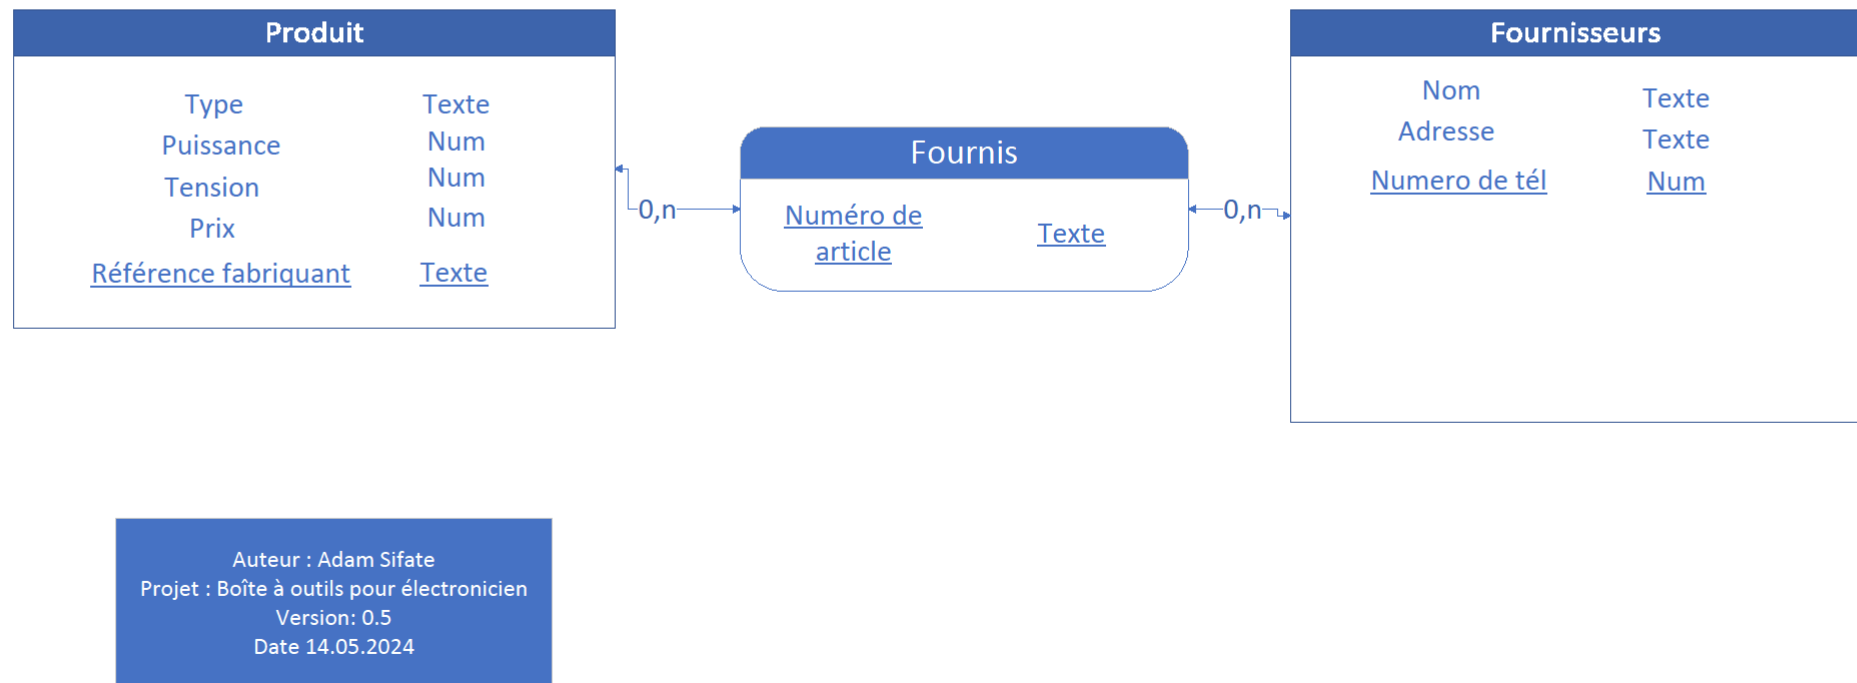 Produit
Type Texte
Puissance Num
Tension Num
Prix Num
Référence fabriquant Texte
0,n
Fournis
Numéro de
article
Texte
0,n
Fournisseurs
Nom Texte
Adresse Texte
Numero de tél Num
Auteur : Adam Sifate
Projet : Boîte à outils pour électronicien
Version: 0.5
Date 14.05.2024